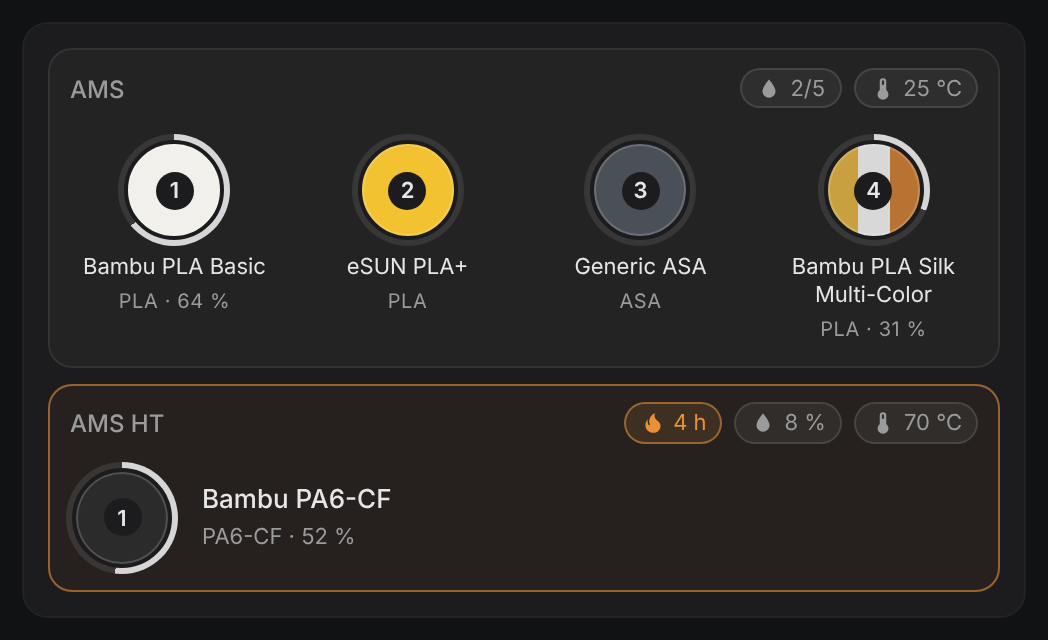 AMS
2/5
25 °C
1
2
3
4
Bambu PLA Basic
eSUN PLA+
Generic ASA
Bambu PLA Silk
Multi-Color
PLA · 64 %
PLA
ASA
PLA · 31 %
AMS HT
4 h
8 %
70 °C
1
Bambu PA6-CF
PA6-CF · 52 %